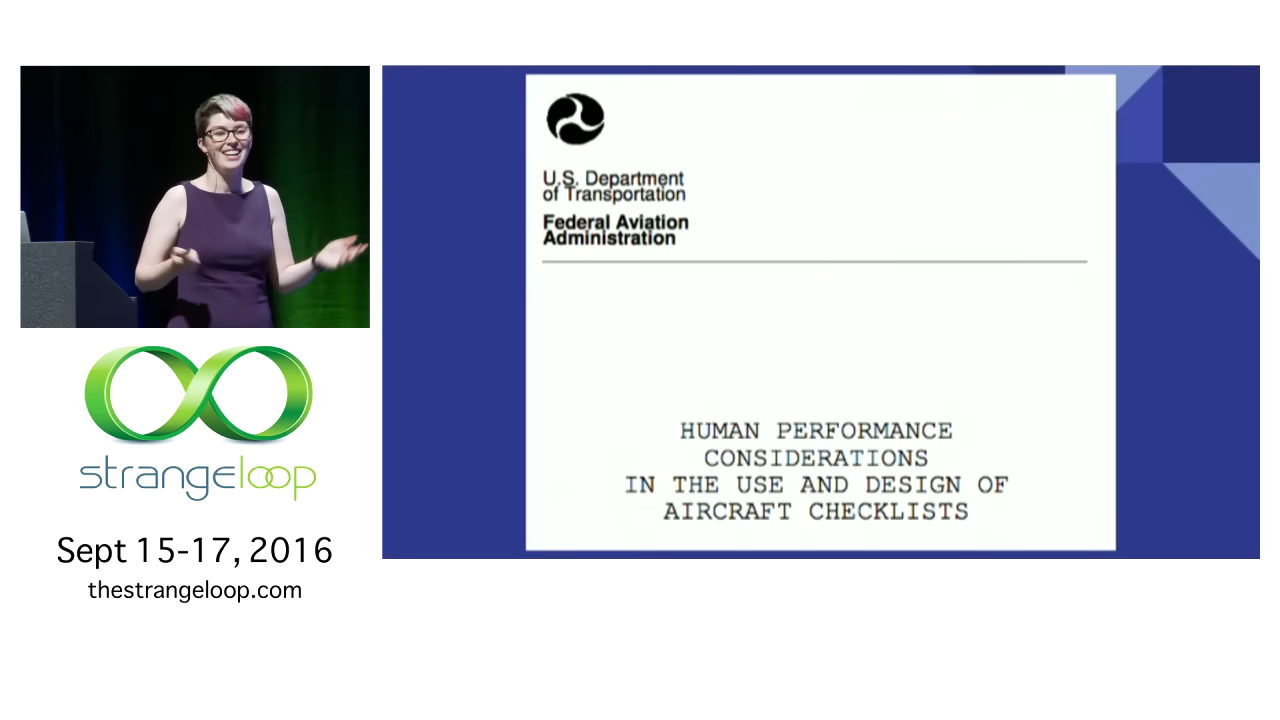 strangeloop
Sept 15-17, 2016
thestrangeloop.com
U.S. Department
of Transportation
Federal Aviation
Administration
HUMAN PERFORMANCE
CONSIDERATIONS
IN THE USE AND DESIGN OF
AIRCRAFT CHECKLISTS